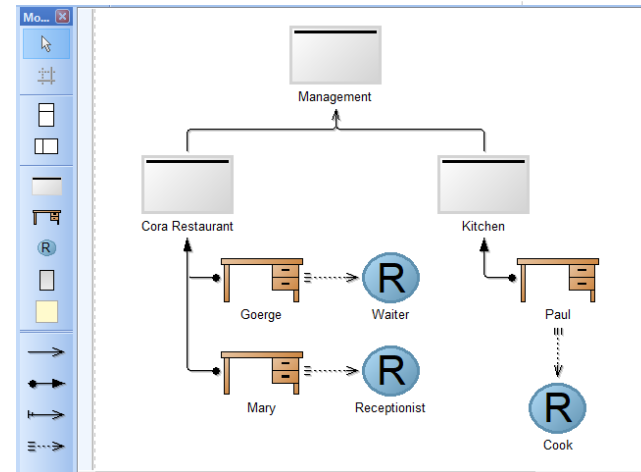 Mo...
Management
Cora Restaurant
Kitchen
R
Goerge
R
Waiter
Paul
Mary
R
Receptionist
R
Cook